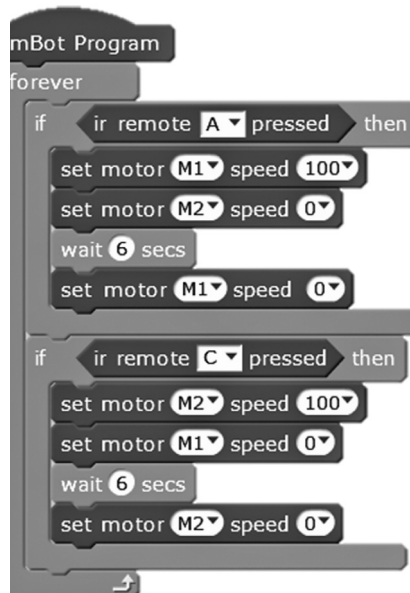 mBot Program
forever
if ir remote A pressed then
set motor M1 speed 100
set motor M2 speed 0
wait 6 secs
set motor M1 speed 0
if ir remote C pressed then
set motor M2 speed 100
set motor M1 speed 0
wait 6 secs
set motor M2 speed 0